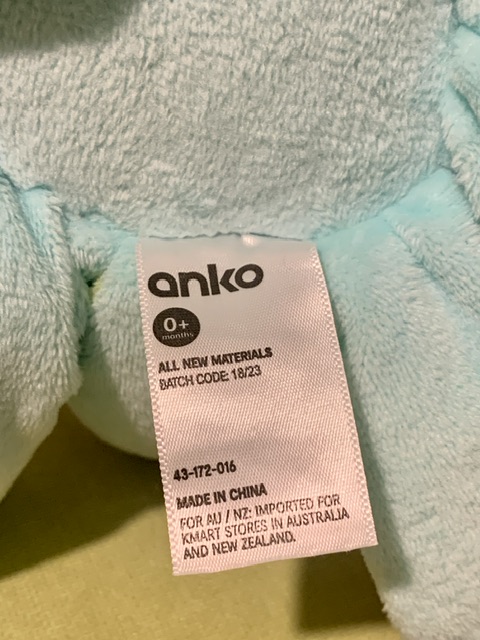 anko
0+
months
ALL NEW MATERIALS
BATCH CODE: 18/23
43-172-016
MADE IN CHINA
FOR AU / NZ: IMPORTED FOR
KMART STORES IN AUSTRALIA
AND NEW ZEALAND.